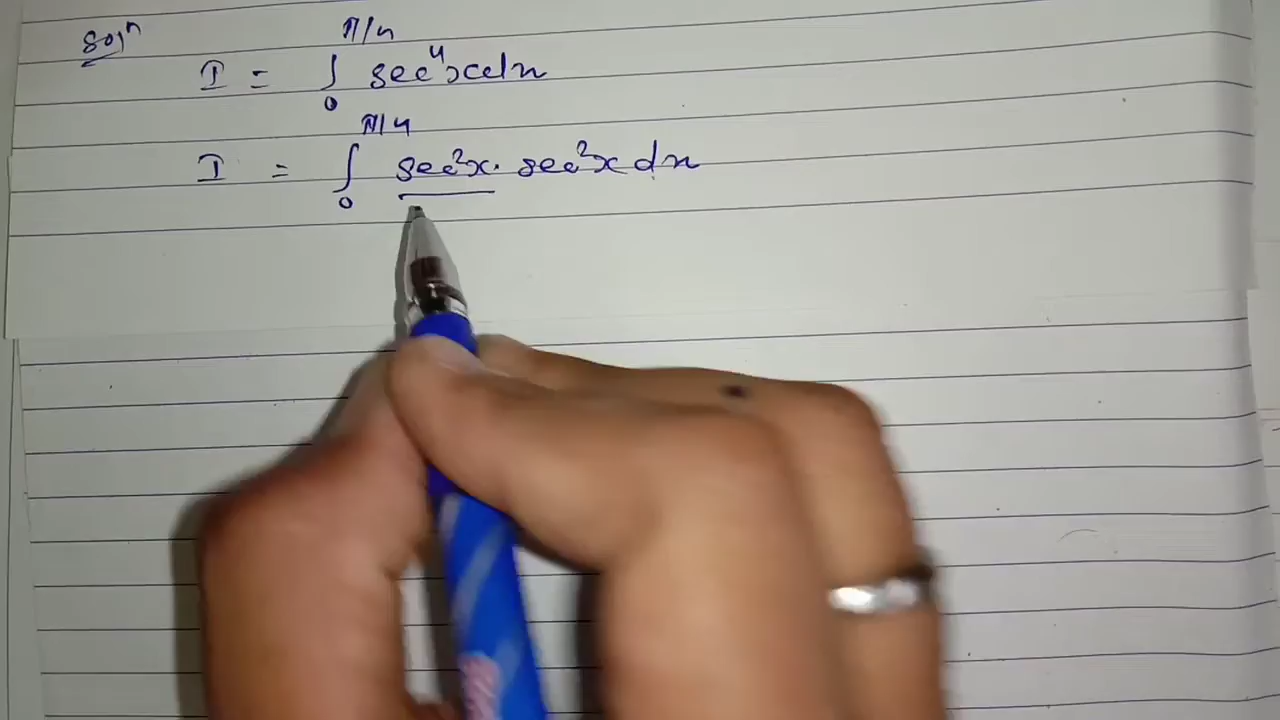 Solⁿ
I = ∫₀^{π/4} sec⁴x dx
I = ∫₀^{π/4} sec²x · sec²x dx